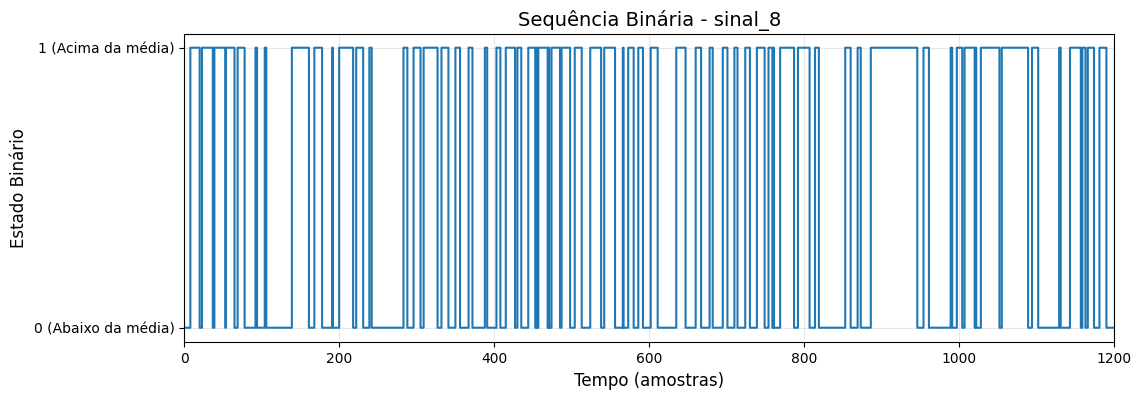 Sequência Binária - sinal_8
1 (Acima da média)
0 (Abaixo da média)
Estado Binário
0 200 400 600 800 1000 1200
Tempo (amostras)